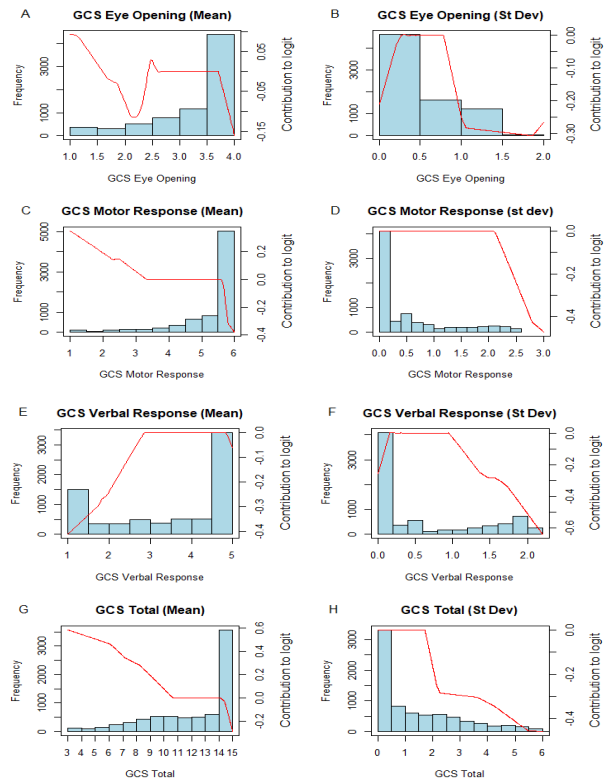 A
GCS Eye Opening (Mean)
Frequency
0 1000 3000
1.0 1.5 2.0 2.5 3.0 3.5 4.0
-0.15 -0.05 0.05
Contribution to logit
GCS Eye Opening
B
GCS Eye Opening (St Dev)
Frequency
0 1000 3000
0.0 0.5 1.0 1.5 2.0
-0.30 -0.20 -0.10 0.00
Contribution to logit
GCS Eye Opening
C
GCS Motor Response (Mean)
Frequency
0 1000 3000 5000
1 2 3 4 5 6
-0.4 -0.2 0.0 0.2
Contribution to logit
GCS Motor Response
D
GCS Motor Response (st dev)
Frequency
0 1000 3000
0.0 0.5 1.0 1.5 2.0 2.5 3.0
-0.4 -0.2 0.0
Contribution to logit
GCS Motor Response
E
GCS Verbal Response (Mean)
Frequency
0 1000 2000 3000
1 2 3 4 5
-0.4 -0.3 -0.2 -0.1 0.0
Contribution to logit
GCS Verbal Response
F
GCS Verbal Response (St Dev)
Frequency
0 1000 3000
0.0 0.5 1.0 1.5 2.0
-0.6 -0.4 -0.2 0.0
Contribution to logit
GCS Verbal Response
G
GCS Total (Mean)
Frequency
0 1000 2000 3000
3 4 5 6 7 8 9 10 11 12 13 14 15
-0.2 0.0 0.2 0.4 0.6
Contribution to logit
GCS Total
H
GCS Total (St Dev)
Frequency
0 1000 2000 3000
0 1 2 3 4 5 6
-0.4 -0.2 0.0
Contribution to logit
GCS Total